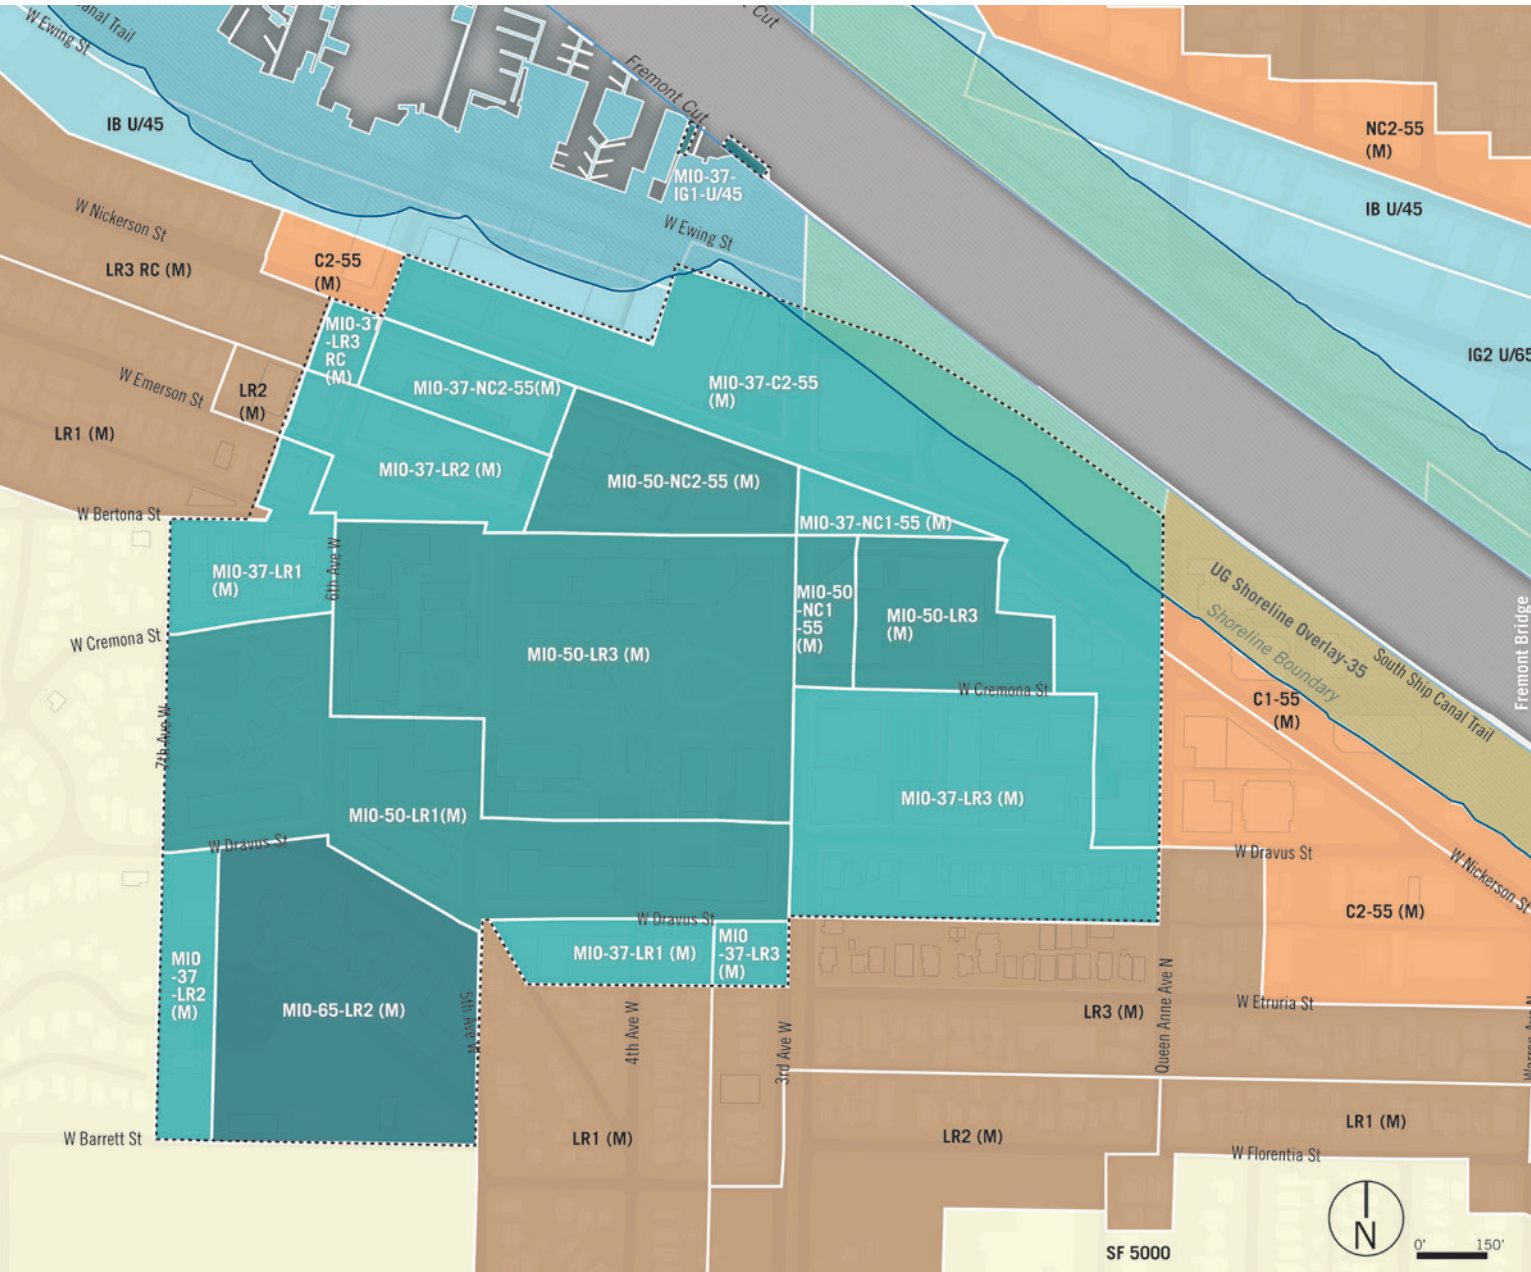 W Ewing St
anal Trail
Cut
Fremont Cut
IB U/45
NC2-55
(M)
MIO-37-
IG1-U/45
IB U/45
W Nickerson St
W Ewing St
LR3 RC (M)
C2-55
(M)
MIO-37
-LR3
RC
(M)
IG2 U/65
W Emerson St
LR2
(M)
MIO-37-NC2-55(M)
MIO-37-C2-55
(M)
LR1 (M)
MIO-37-LR2 (M)
MIO-50-NC2-55 (M)
W Bertona St
MIO-37-NC1-55 (M)
6th Ave W
MIO-37-LR1
(M)
MIO-50
-NC1
-55
(M)
MIO-50-LR3
(M)
UG Shoreline Overlay-35
Shoreline Boundary
South Ship Canal Trail
Fremont Bridge
W Cremona St
MIO-50-LR3 (M)
W Cremona St
C1-55
(M)
7th Ave W
MIO-37-LR3 (M)
MIO-50-LR1(M)
W Dravus St
W Dravus St
W Nickerson St
C2-55 (M)
W Dravus St
MIO
-37
-LR2
(M)
MIO-37-LR1 (M)
MIO
-37-LR3
(M)
MIO-65-LR2 (M)
5th Ave W
4th Ave W
3rd Ave W
LR3 (M)
Queen Anne Ave N
W Etruria St
Warren Ave N
W Barrett St
LR1 (M)
LR2 (M)
LR1 (M)
W Florentia St
SF 5000
N
0' 150'